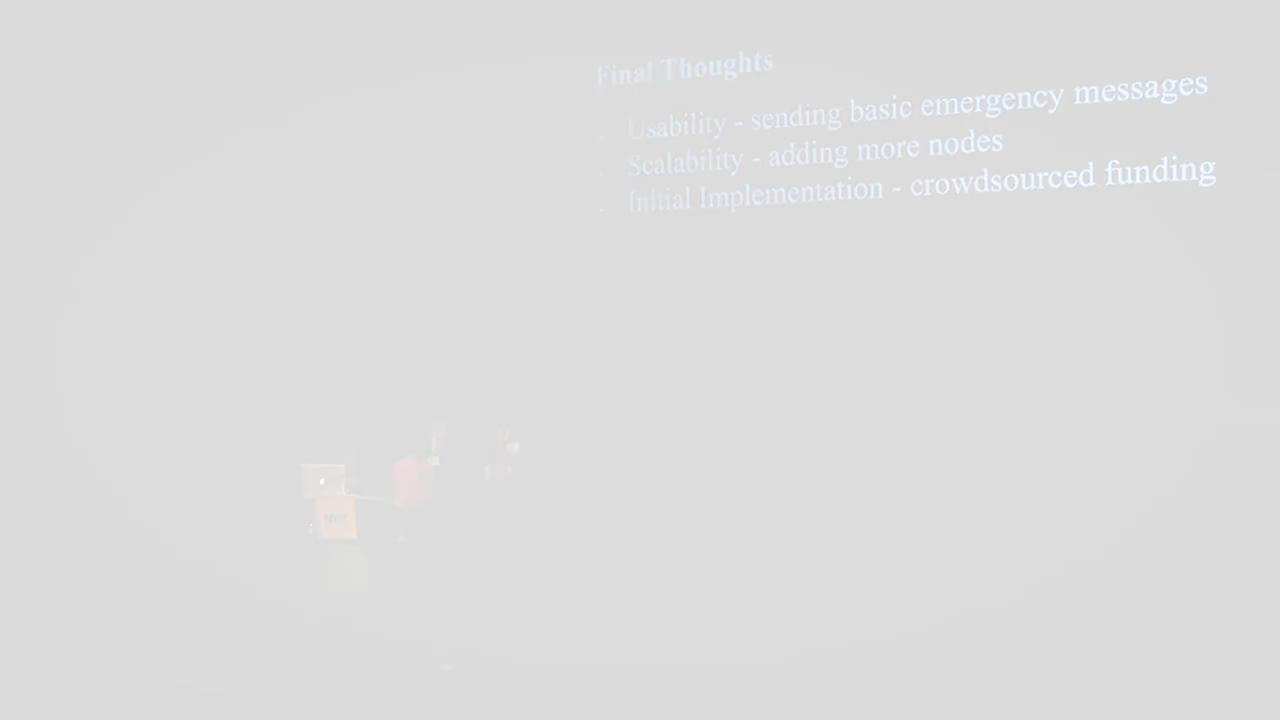 Final Thoughts
Usability - sending basic emergency messages
Scalability - adding more nodes
Initial Implementation - crowdsourced funding